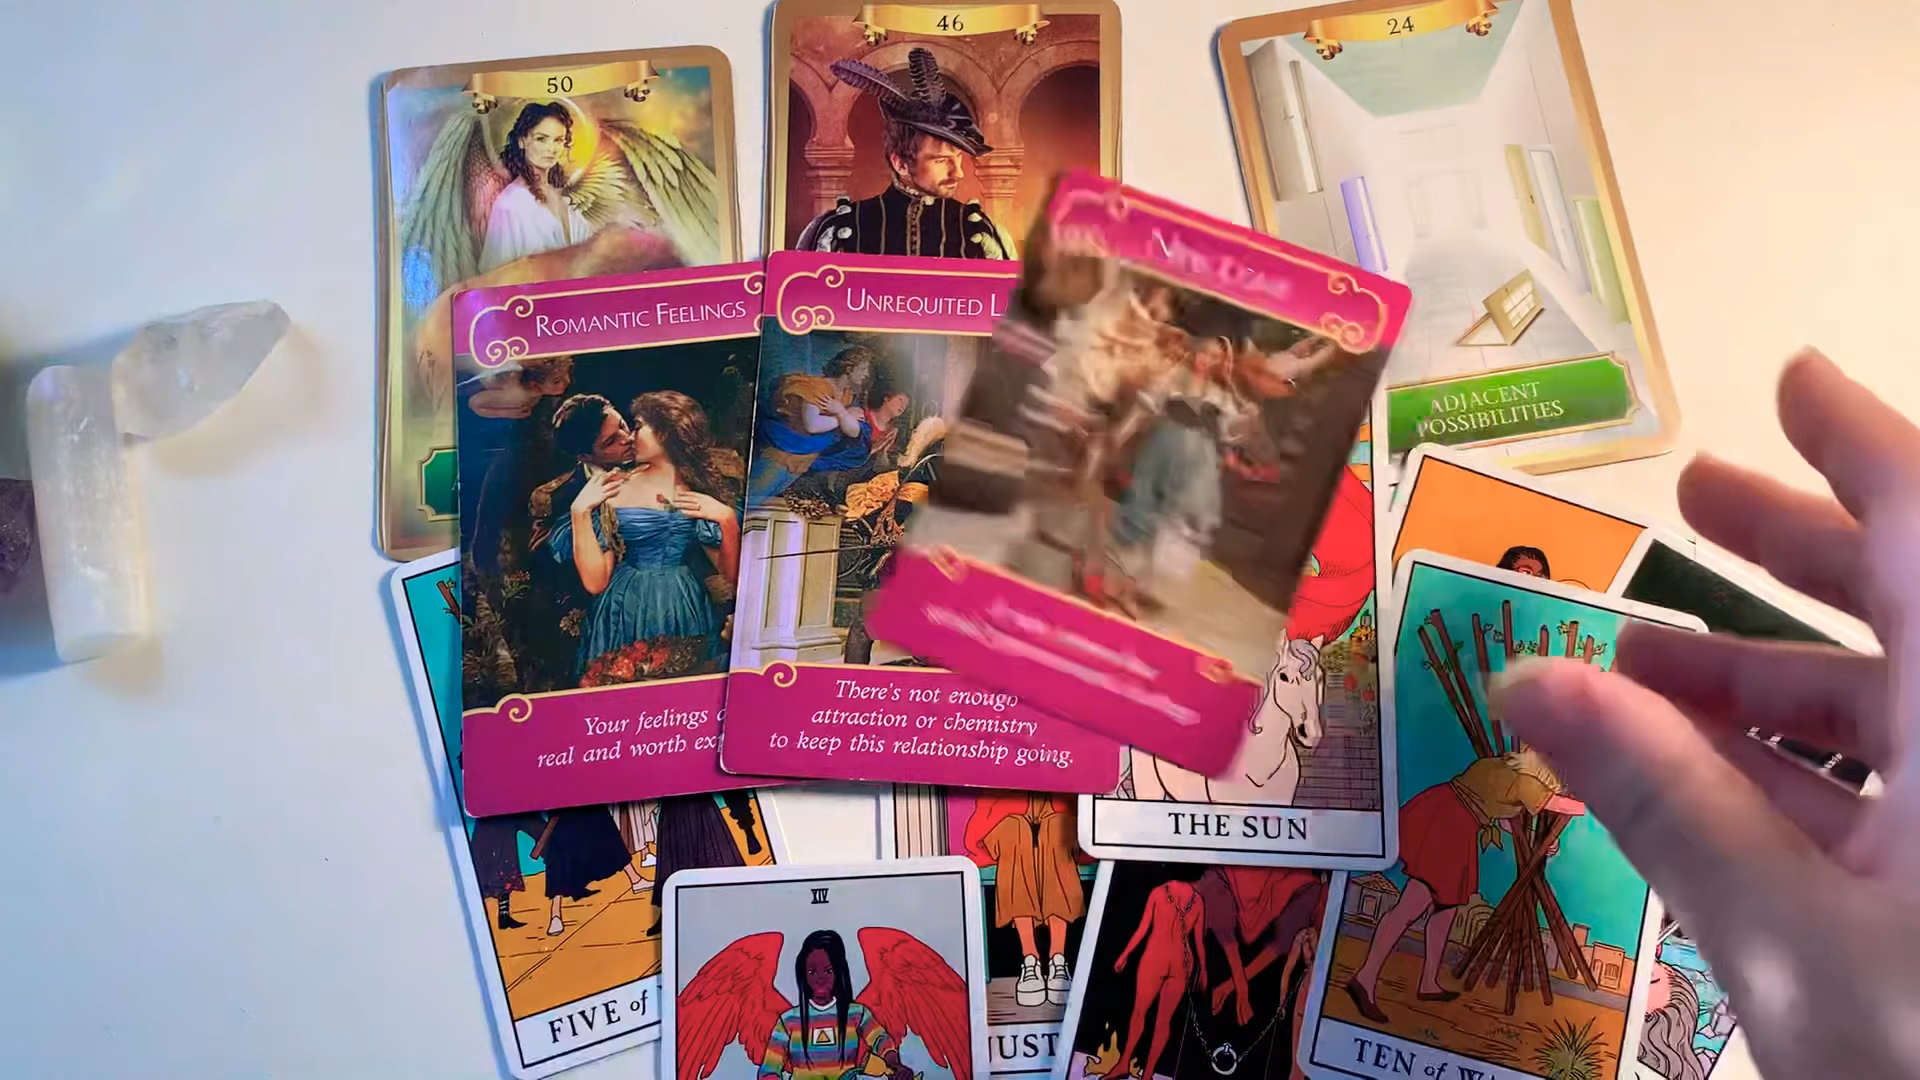 50
46
24
ROMANTIC FEELINGS
UNREQUITED L
ADJACENT
POSSIBILITIES
Your feelings
real and worth
There's not enough
attraction or chemistry
to keep this relationship going.
THE SUN
FIVE of
XIV
JUST
TEN of